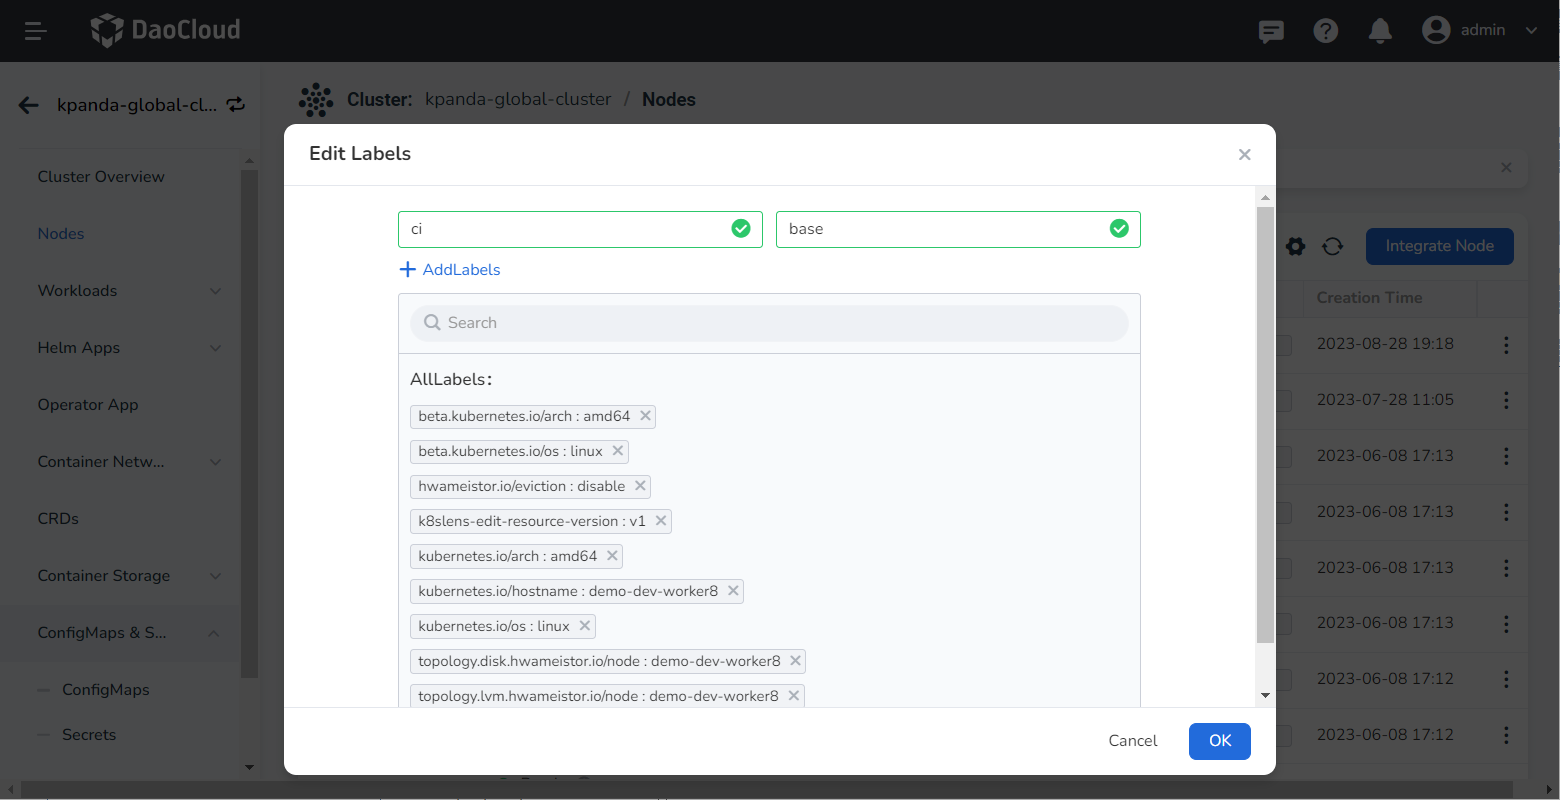 DaoCloud
admin
kpanda-global-cl...
Cluster: kpanda-global-cluster / Nodes
Cluster Overview
Nodes
Workloads
Helm Apps
Operator App
Container Netw...
CRDs
Container Storage
ConfigMaps & S...
ConfigMaps
Secrets
Edit Labels
ci
base
AddLabels
Search
AllLabels:
beta.kubernetes.io/arch : amd64
beta.kubernetes.io/os : linux
hwameistor.io/eviction : disable
k8slens-edit-resource-version : v1
kubernetes.io/arch : amd64
kubernetes.io/hostname : demo-dev-worker8
kubernetes.io/os : linux
topology.disk.hwameistor.io/node : demo-dev-worker8
topology.lvm.hwameistor.io/node : demo-dev-worker8
Cancel
OK
Integrate Node
Creation Time
2023-08-28 19:18
2023-07-28 11:05
2023-06-08 17:13
2023-06-08 17:13
2023-06-08 17:13
2023-06-08 17:13
2023-06-08 17:12
2023-06-08 17:12